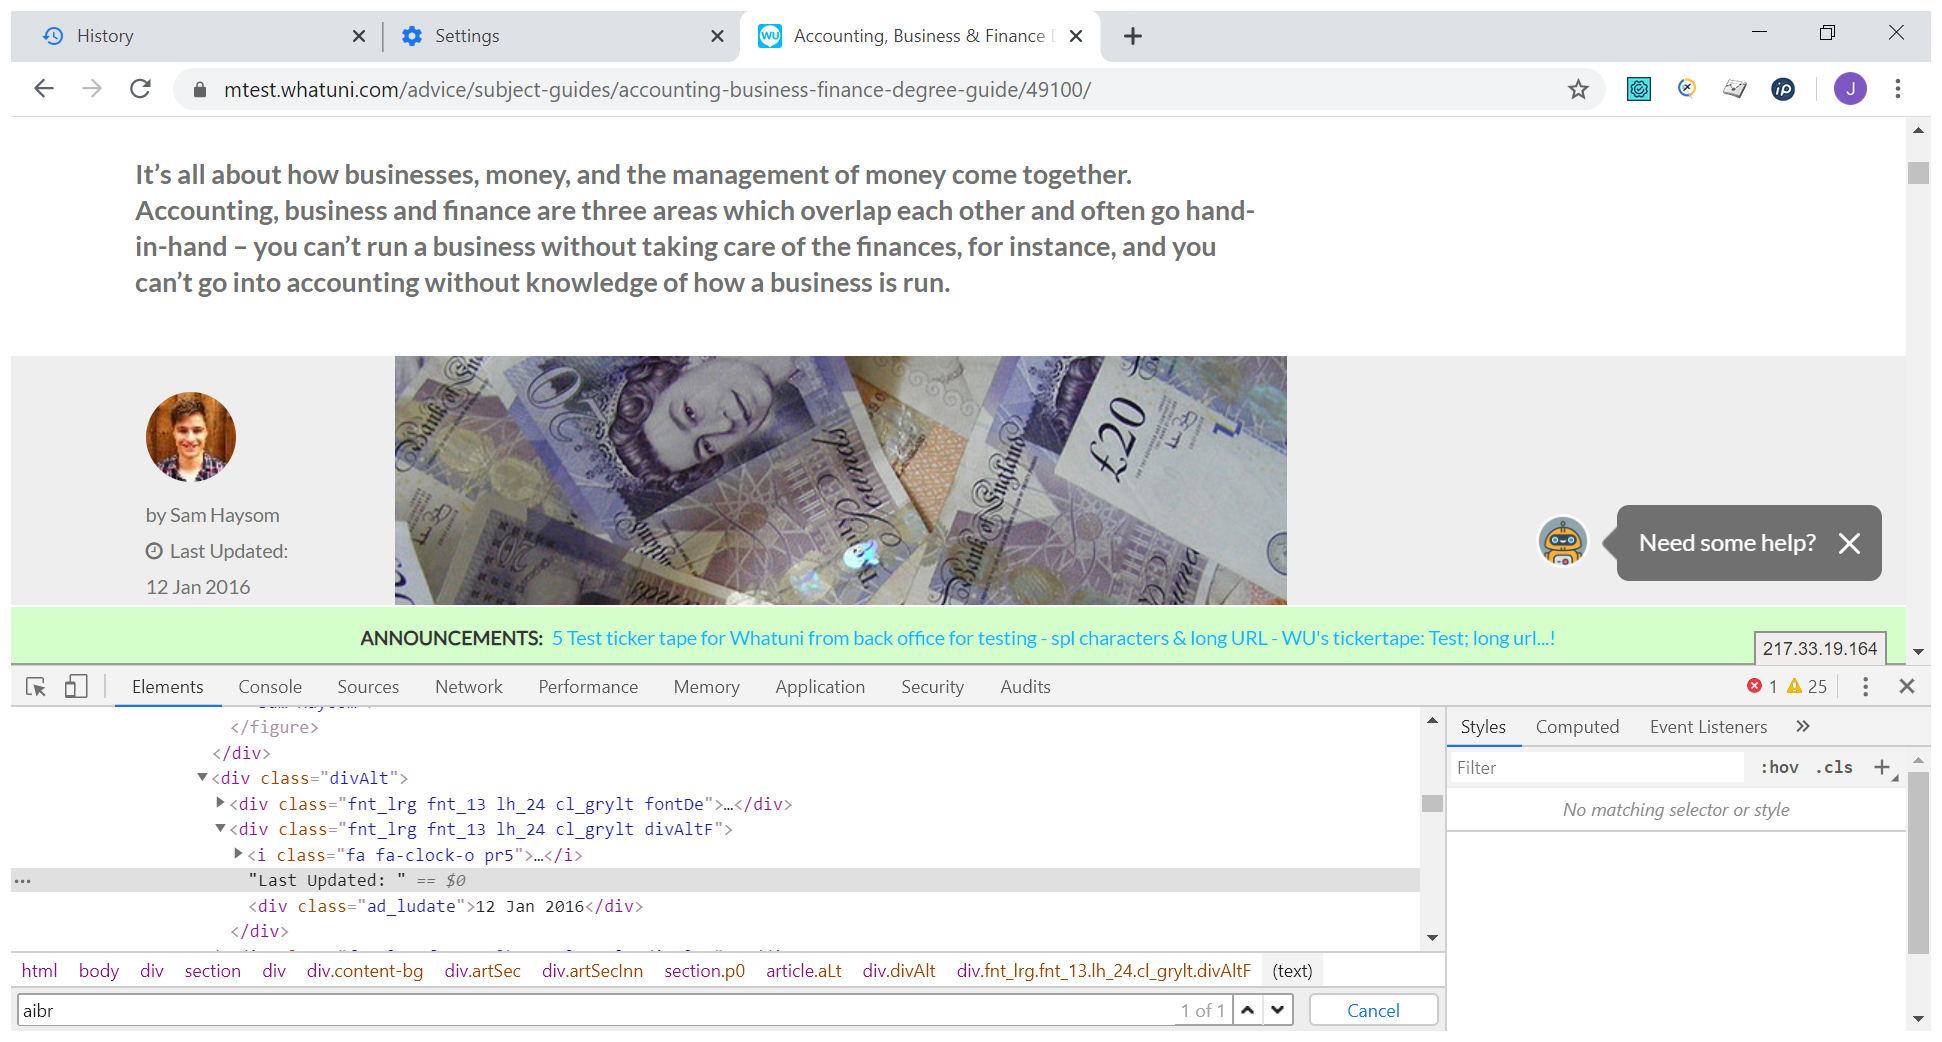 History
Settings
WU Accounting, Business & Finance D
mtest.whatuni.com/advice/subject-guides/accounting-business-finance-degree-guide/49100/
iP
J
It’s all about how businesses, money, and the management of money come together.
Accounting, business and finance are three areas which overlap each other and often go hand-
in-hand – you can’t run a business without taking care of the finances, for instance, and you
can’t go into accounting without knowledge of how a business is run.
£20
Bank of England
by Sam Haysom
Last Updated:
12 Jan 2016
Need some help?
ANNOUNCEMENTS: 5 Test ticker tape for Whatuni from back office for testing - spl characters & long URL - WU's tickertape: Test; long url...!
217.33.19.164
Elements Console Sources Network Performance Memory Application Security Audits
1 25
</figure>
</div>
<div class="divAlt">
<div class="fnt_lrg fnt_13 lh_24 cl_grylt fontDe">…</div>
<div class="fnt_lrg fnt_13 lh_24 cl_grylt divAltF">
<i class="fa fa-clock-o pr5">…</i>
... "Last Updated: " == $0
<div class="ad_ludate">12 Jan 2016</div>
</div>
html body div section div div.content-bg div.artSec div.artSecInn section.p0 article.aLt div.divAlt div.fnt_lrg.fnt_13.lh_24.cl_grylt.divAltF (text)
aibr 1 of 1 Cancel
Styles Computed Event Listeners »
Filter :hov .cls +
No matching selector or style